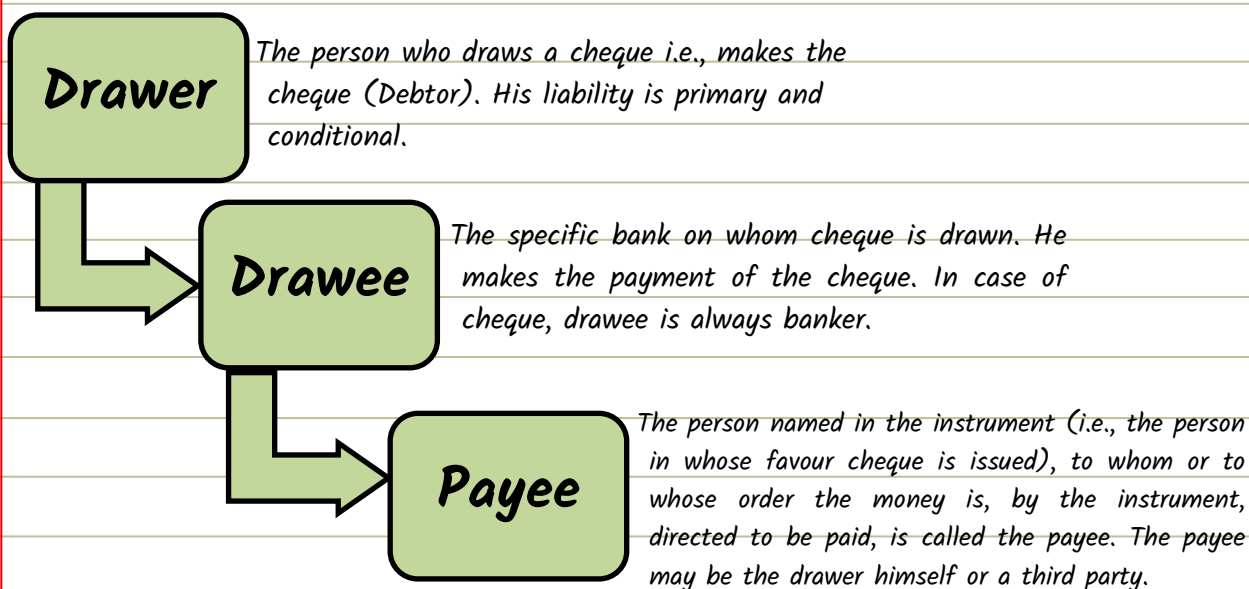 Drawer
The person who draws a cheque i.e., makes the
cheque (Debtor). His liability is primary and
conditional.
Drawee
The specific bank on whom cheque is drawn. He
makes the payment of the cheque. In case of
cheque, drawee is always banker.
Payee
The person named in the instrument (i.e., the person
in whose favour cheque is issued), to whom or to
whose order the money is, by the instrument,
directed to be paid, is called the payee. The payee
may be the drawer himself or a third party.